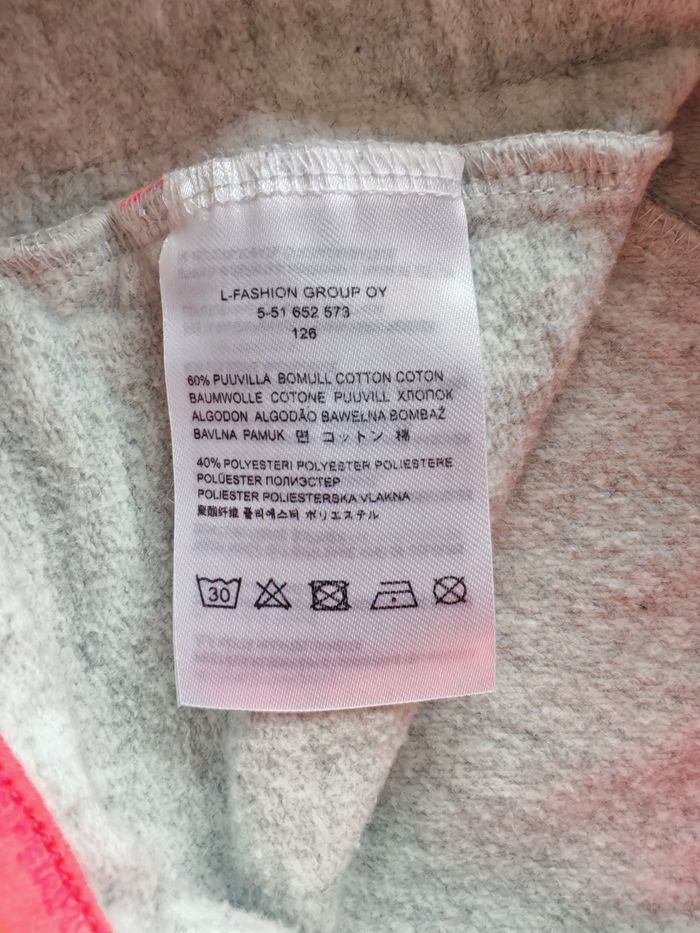 L-FASHION GROUP OY
5-51 652 573
126
60% PUUVILLA BOMULL COTTON COTON
BAUMWOLLE COTONE PUUVILL ХЛОПОК
ALGODON ALGODÃO BAWEŁNA BOMBAŽ
BAVLNA PAMUK 면 コットン 棉
40% POLYESTERI POLYESTER POLIESTERE
POLÜESTER ПОЛИЭСТЕР
POLIESTER POLIESTERSKA VLAKNA
聚酯纤维 폴리에스터 ポリエステル
30